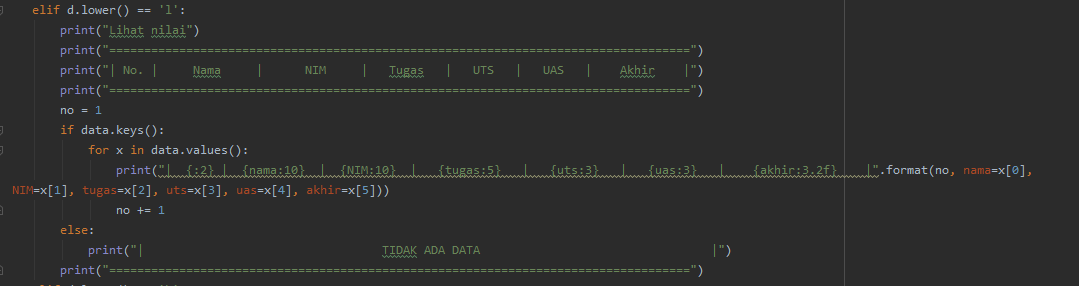 elif d.lower() == 'l':
print("Lihat nilai")
print("===================================================================================")
print("| No. |     Nama     |      NIM     |   Tugas   |   UTS   |   UAS   |    Akhir    |")
print("===================================================================================")
no = 1
if data.keys():
for x in data.values():
print("|  {:2} |  {nama:10}  |  {NIM:10}  |    {tugas:5}    |    {uts:3}    |   {uas:3}    |    {akhir:3.2f}    |".format(no, nama=x[0],
NIM=x[1], tugas=x[2], uts=x[3], uas=x[4], akhir=x[5]))
no += 1
else:
print("|                                  TIDAK ADA DATA                                 |")
print("===================================================================================")